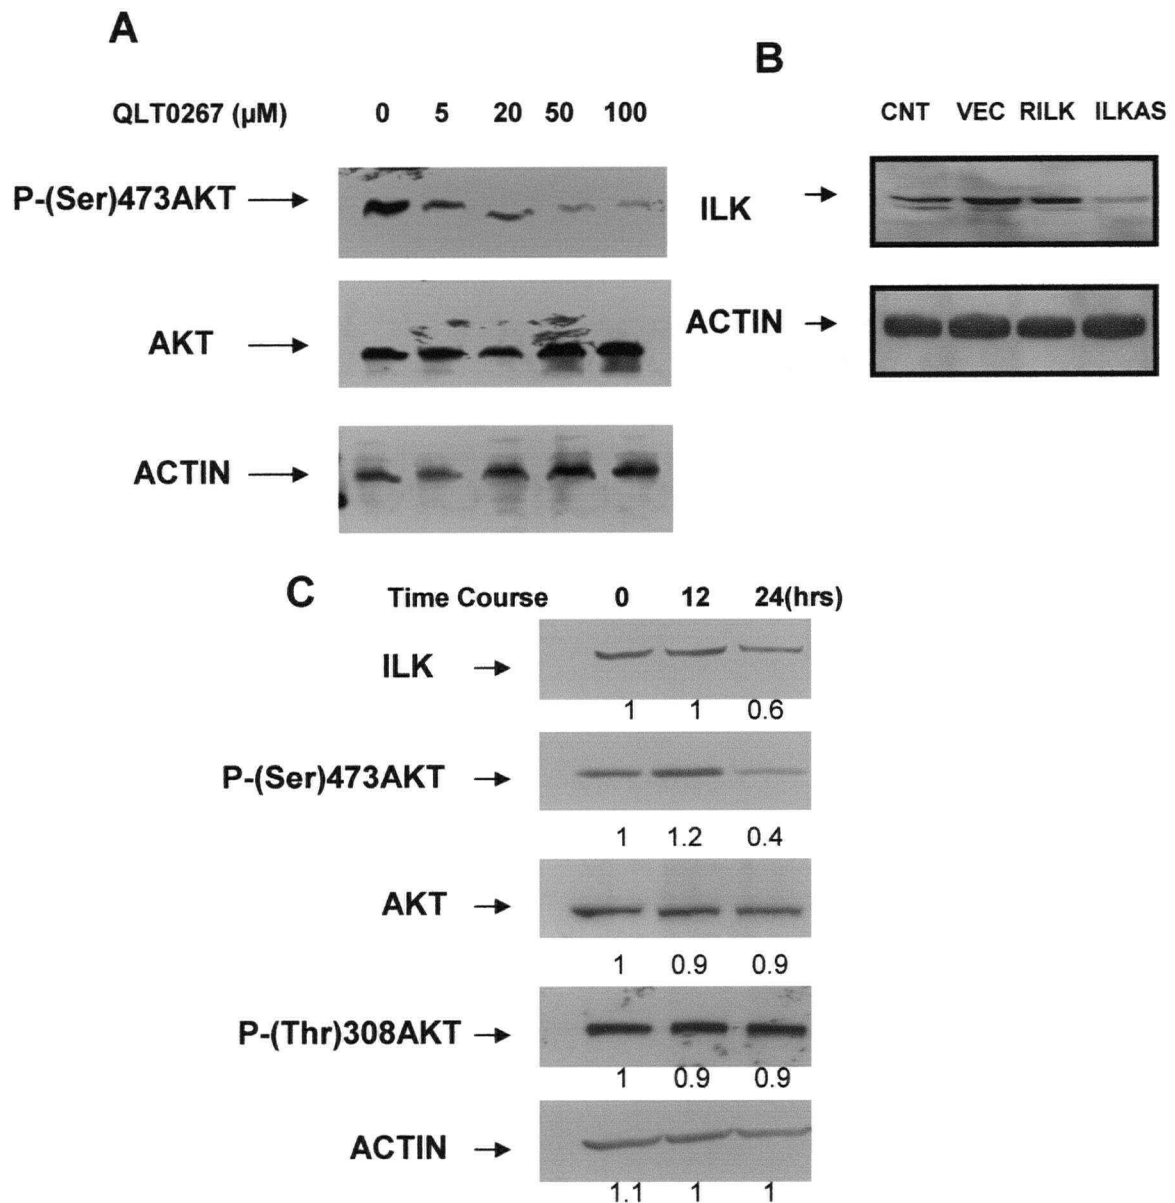 A
QLT0267 (µM) 0 5 20 50 100
P-(Ser)473AKT
AKT
ACTIN
B
CNT VEC RILK ILKAS
ILK
ACTIN
C
Time Course 0 12 24(hrs)
ILK
1 1 0.6
P-(Ser)473AKT
1 1.2 0.4
AKT
1 0.9 0.9
P-(Thr)308AKT
1 0.9 0.9
ACTIN
1.1 1 1